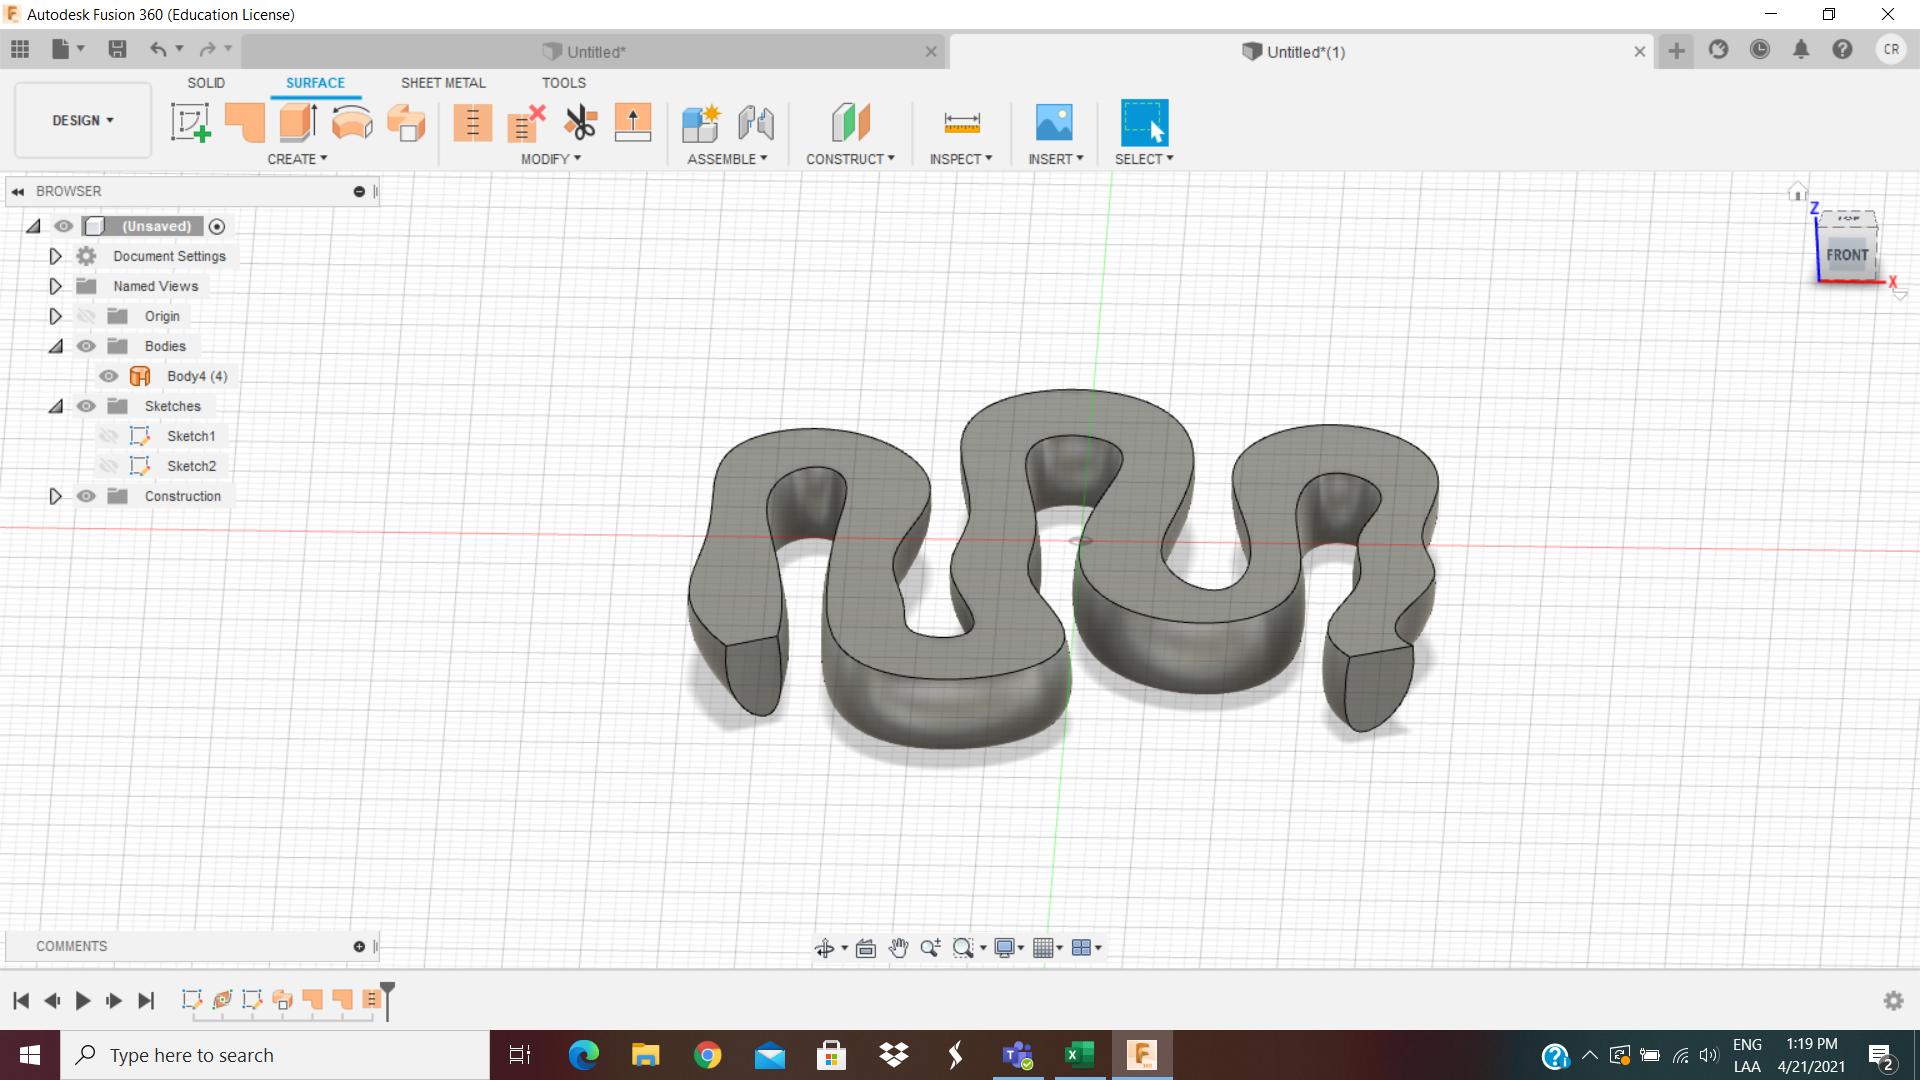 Autodesk Fusion 360 (Education License)
Untitled*
Untitled*(1)
CR
SOLID
SURFACE
SHEET METAL
TOOLS
DESIGN
CREATE
MODIFY
ASSEMBLE
CONSTRUCT
INSPECT
INSERT
SELECT
BROWSER
(Unsaved)
Document Settings
Named Views
Origin
Bodies
Body4 (4)
Sketches
Sketch1
Sketch2
Construction
Z
TOP
FRONT
X
COMMENTS
Type here to search
ENG
LAA
1:19 PM
4/21/2021
2